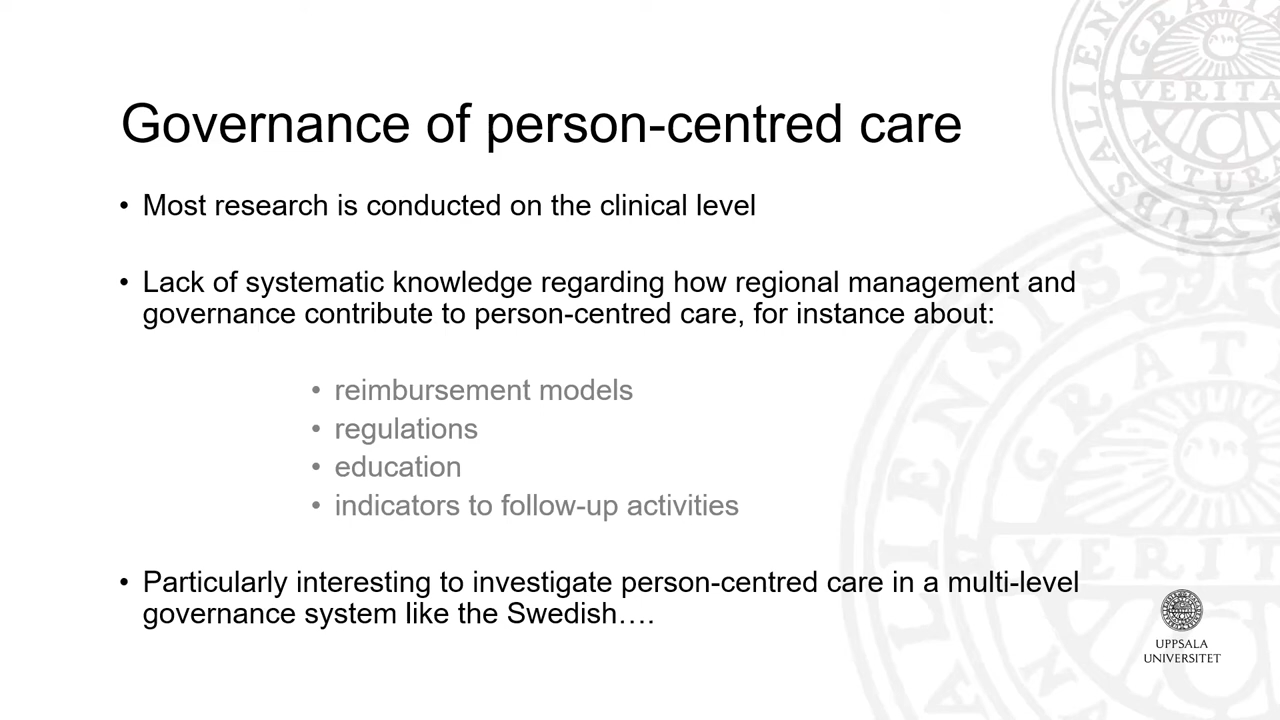 Governance of person-centred care
• Most research is conducted on the clinical level
• Lack of systematic knowledge regarding how regional management and
governance contribute to person-centred care, for instance about:
• reimbursement models
• regulations
• education
• indicators to follow-up activities
• Particularly interesting to investigate person-centred care in a multi-level
governance system like the Swedish….
UPPSALA
UNIVERSITET